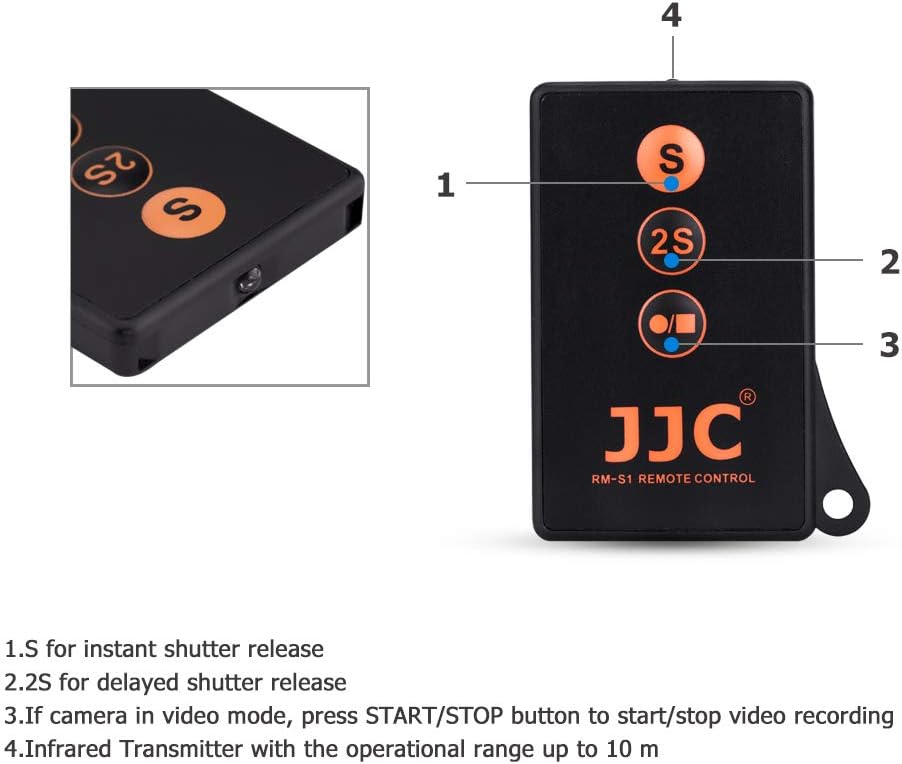 4
2S
S
S
1
2S
2
●/■
3
JJC®
RM-S1 REMOTE CONTROL
1.S for instant shutter release
2.2S for delayed shutter release
3.If camera in video mode, press START/STOP button to start/stop video recording
4.Infrared Transmitter with the operational range up to 10 m